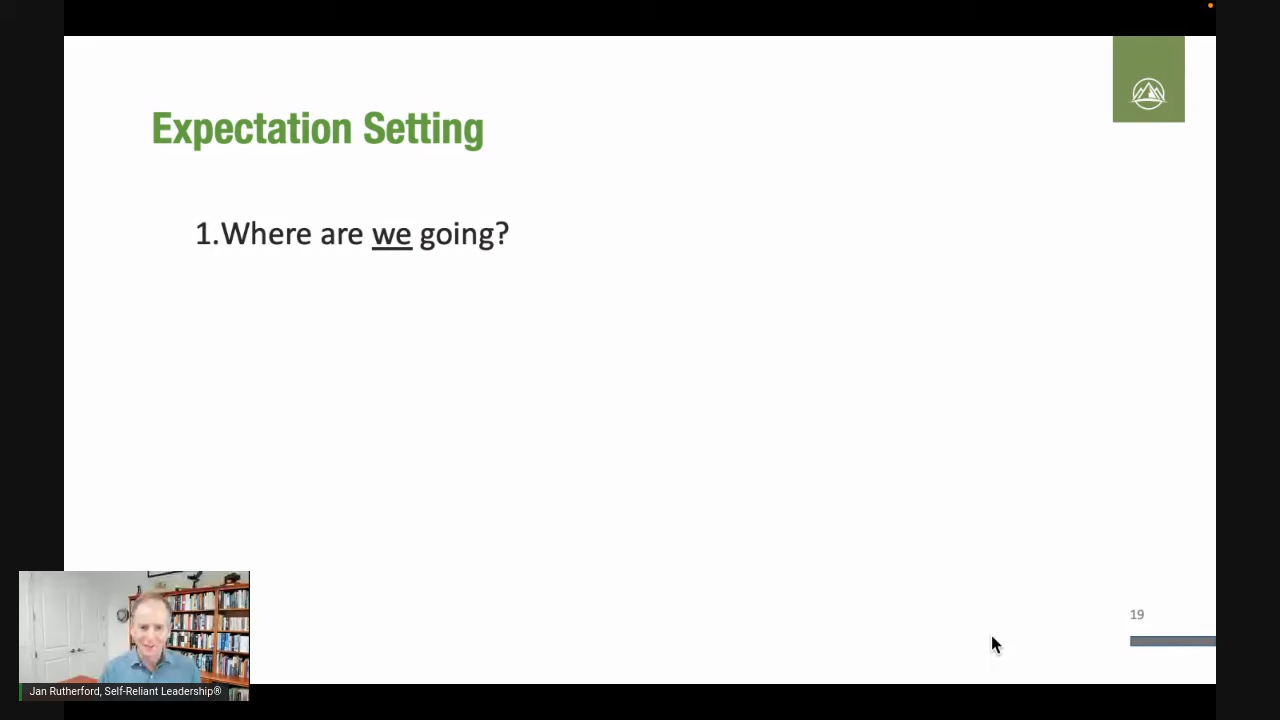 Expectation Setting
1.Where are we going?
19
Jan Rutherford, Self-Reliant Leadership®